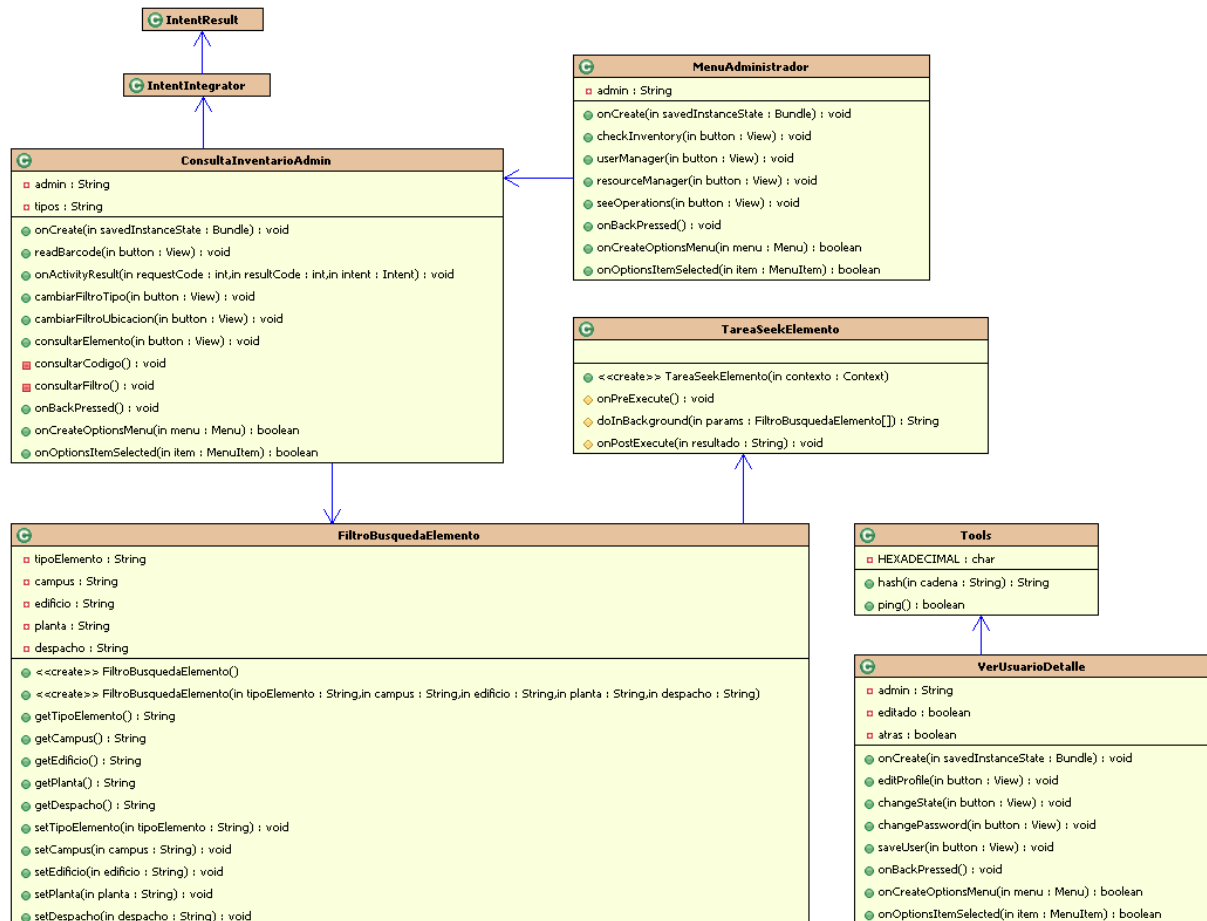 IntentResult
IntentIntegrator
ConsultaInventarioAdmin
admin : String
tipos : String
onCreate(in savedInstanceState : Bundle) : void
readBarcode(in button : View) : void
onActivityResult(in requestCode : int,in resultCode : int,in intent : Intent) : void
cambiarFiltroTipo(in button : View) : void
cambiarFiltroUbicacion(in button : View) : void
consultarElemento(in button : View) : void
consultarCodigo() : void
consultarFiltro() : void
onBackPressed() : void
onCreateOptionsMenu(in menu : Menu) : boolean
onOptionsItemSelected(in item : MenuItem) : boolean
MenuAdministrador
admin : String
onCreate(in savedInstanceState : Bundle) : void
checkInventory(in button : View) : void
userManager(in button : View) : void
resourceManager(in button : View) : void
seeOperations(in button : View) : void
onBackPressed() : void
onCreateOptionsMenu(in menu : Menu) : boolean
onOptionsItemSelected(in item : MenuItem) : boolean
TareaSeekElemento
<<create>> TareaSeekElemento(in contexto : Context)
onPreExecute() : void
doInBackground(in params : FiltroBusquedaElemento[]) : String
onPostExecute(in resultado : String) : void
FiltroBusquedaElemento
tipoElemento : String
campus : String
edificio : String
planta : String
despacho : String
<<create>> FiltroBusquedaElemento()
<<create>> FiltroBusquedaElemento(in tipoElemento : String,in campus : String,in edificio : String,in planta : String,in despacho : String)
getTipoElemento() : String
getCampus() : String
getEdificio() : String
getPlanta() : String
getDespacho() : String
setTipoElemento(in tipoElemento : String) : void
setCampus(in campus : String) : void
setEdificio(in edificio : String) : void
setPlanta(in planta : String) : void
setDespacho(in despacho : String) : void
Tools
HEXADECIMAL : char
hash(in cadena : String) : String
ping() : boolean
VerUsuarioDetalle
admin : String
editado : boolean
atras : boolean
onCreate(in savedInstanceState : Bundle) : void
editProfile(in button : View) : void
changeState(in button : View) : void
changePassword(in button : View) : void
saveUser(in button : View) : void
onBackPressed() : void
onCreateOptionsMenu(in menu : Menu) : boolean
onOptionsItemSelected(in item : MenuItem) : boolean